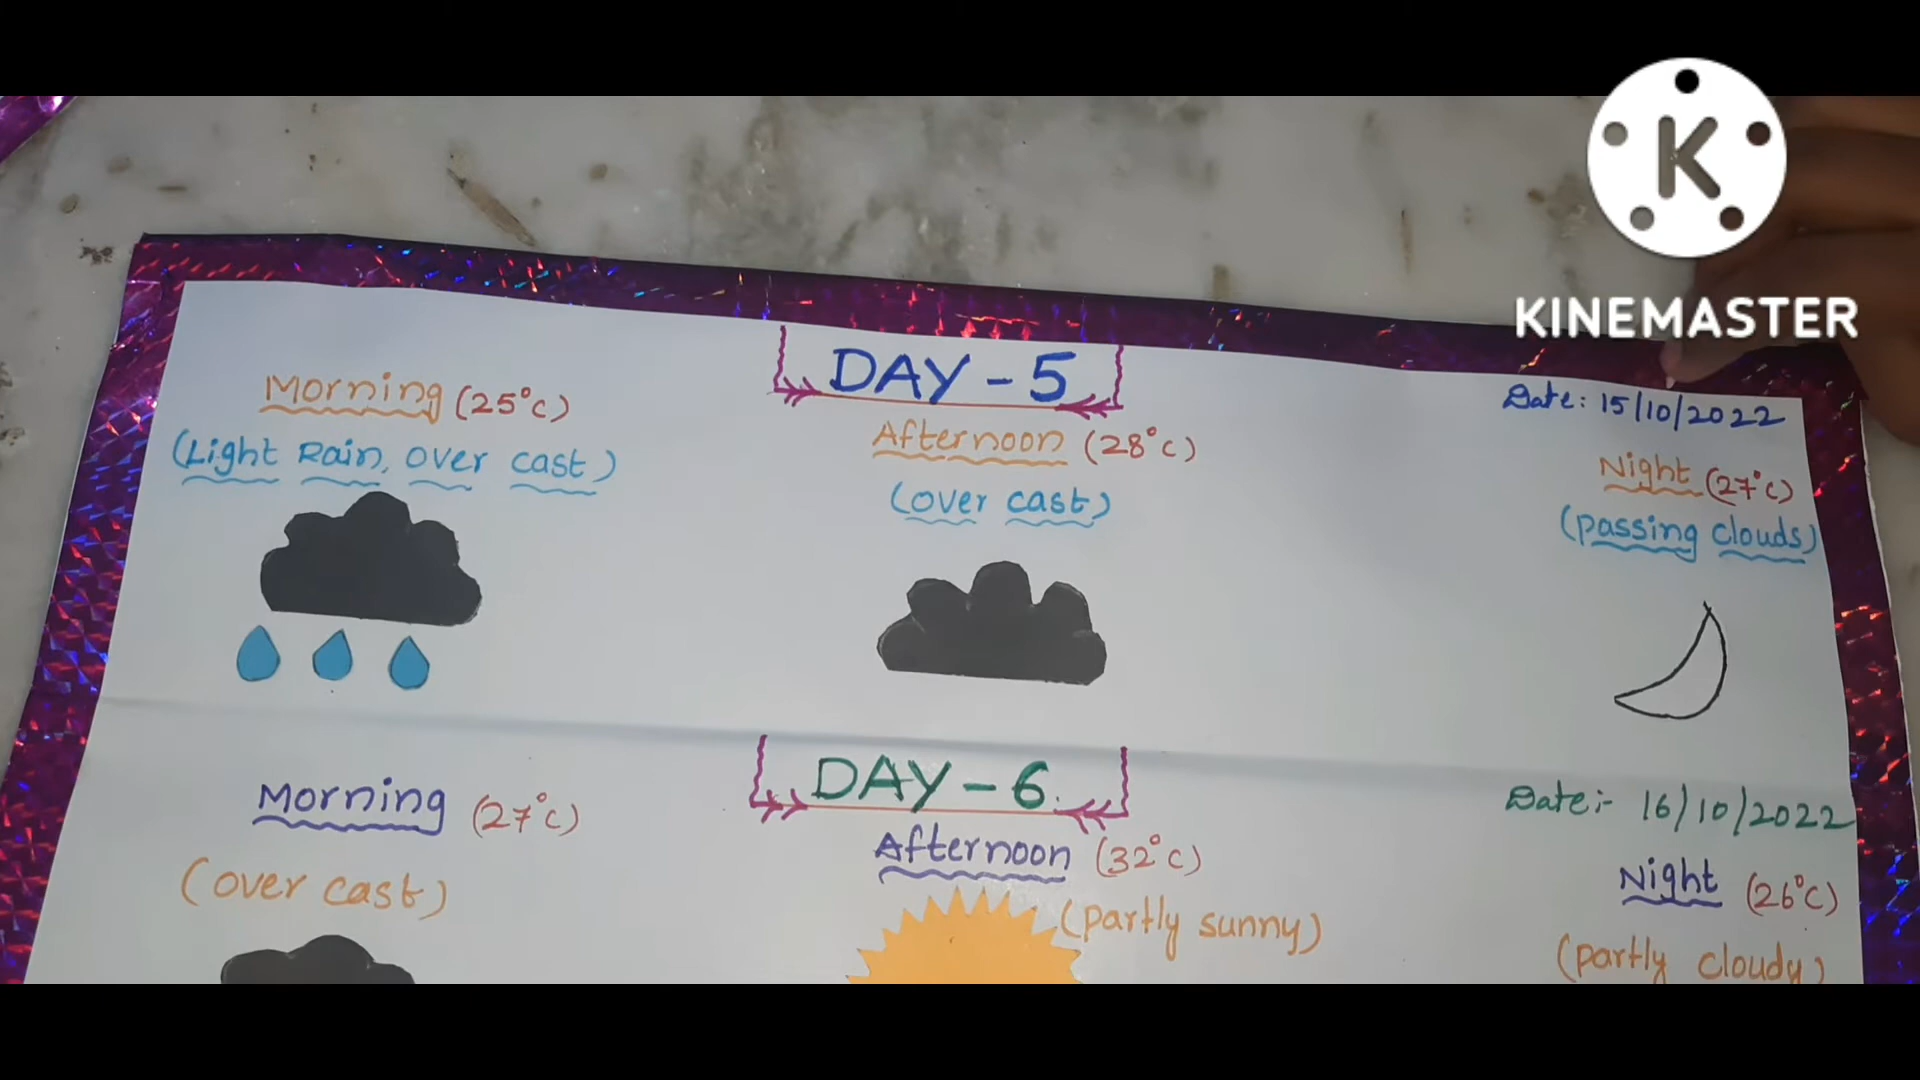 K
KINEMASTER
DAY - 5
Date: 15/10/2022
Morning (25°c)
(Light Rain, over cast)
Afternoon (28°c)
(over cast)
Night (27°c)
(passing clouds)
DAY - 6
Date:- 16/10/2022
Morning (27°c)
(over cast)
Afternoon (32°c)
(partly sunny)
Night (26°c)
(partly cloudy)